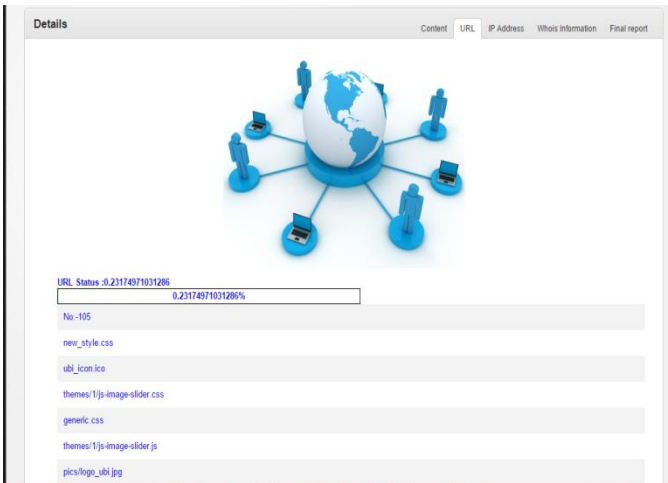 Details
Content URL IP Address Whois Information Final report
URL Status :0.23174971031286
0.23174971031286%
No:-105
new_style.css
ubi_icon.ico
themes/1/js-image-slider.css
generic.css
themes/1/js-image-slider.js
pics/logo_ubi.jpg